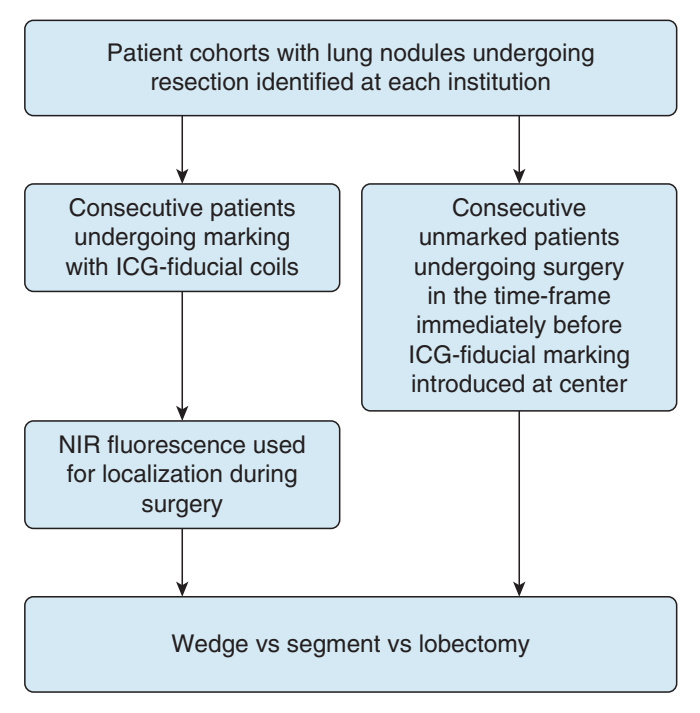 Patient cohorts with lung nodules undergoing
resection identified at each institution
Consecutive patients
undergoing marking
with ICG-fiducial coils
Consecutive
unmarked patients
undergoing surgery
in the time-frame
immediately before
ICG-fiducial marking
introduced at center
NIR fluorescence used
for localization during
surgery
Wedge vs segment vs lobectomy